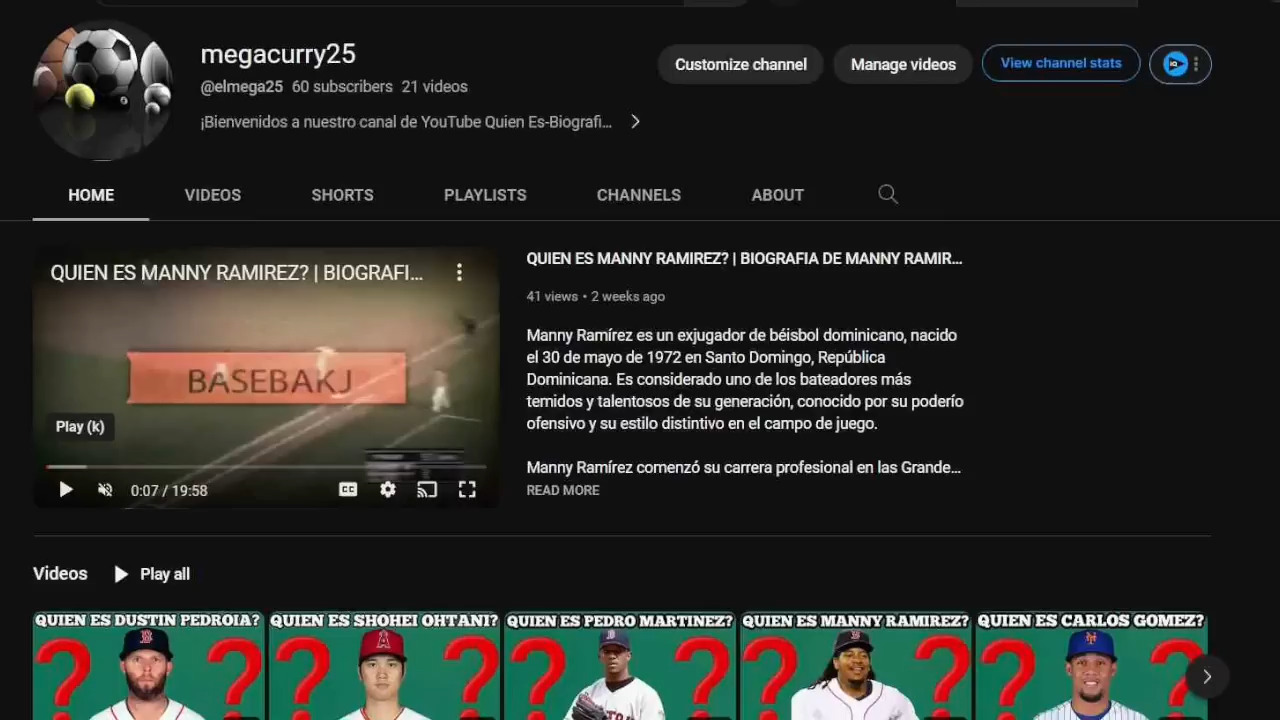 megacurry25
@elmega25 60 subscribers 21 videos
¡Bienvenidos a nuestro canal de YouTube Quien Es-Biografi...
Customize channel
Manage videos
View channel stats
HOME
VIDEOS
SHORTS
PLAYLISTS
CHANNELS
ABOUT
QUIEN ES MANNY RAMIREZ? | BIOGRAFI...
BASEBAKJ
Play (k)
0:07 / 19:58
CC
QUIEN ES MANNY RAMIREZ? | BIOGRAFIA DE MANNY RAMIR...
41 views • 2 weeks ago
Manny Ramírez es un exjugador de béisbol dominicano, nacido
el 30 de mayo de 1972 en Santo Domingo, República
Dominicana. Es considerado uno de los bateadores más
temidos y talentosos de su generación, conocido por su poderío
ofensivo y su estilo distintivo en el campo de juego.
Manny Ramírez comenzó su carrera profesional en las Grande...
READ MORE
Videos
Play all
QUIEN ES DUSTIN PEDROIA?
QUIEN ES SHOHEI OHTANI?
QUIEN ES PEDRO MARTINEZ?
QUIEN ES MANNY RAMIREZ?
QUIEN ES CARLOS GOMEZ?
? ? ? ? ? ? ? ? ? ?